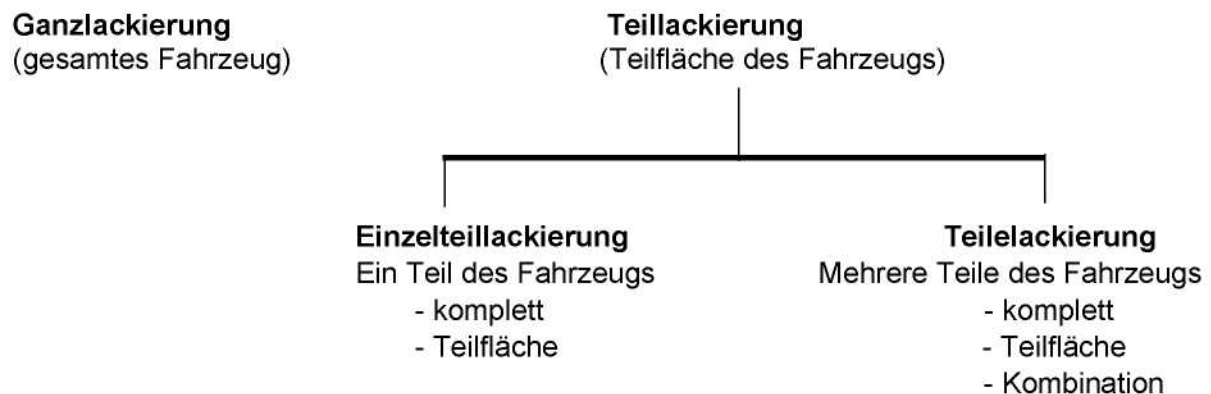 Ganzlackierung
(gesamtes Fahrzeug)
Teillackierung
(Teilfläche des Fahrzeugs)
Einzelteillackierung
Ein Teil des Fahrzeugs
- komplett
- Teilfläche
Teilelackierung
Mehrere Teile des Fahrzeugs
- komplett
- Teilfläche
- Kombination